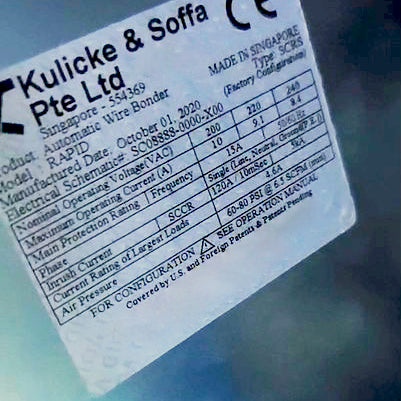 Kulicke & Soffa
Pte Ltd
Singapore - 554369
MADE IN SINGAPORE
Type SCRS
(Factory Configuration)
Product: Automatic Wire Bonder
Model: RAPID
Manufactured Date: October 01, 2020
Electrical Schematic# SC08888-0000-X00
Nominal Operating Voltage(VAC) 200 220 240
Maximum Operating Current (A) 10 9.1 8.4
Main Protection Rating Frequency 15A 50/60 Hz
Phase Single (Line, Neutral, Ground/P.E.)
Inrush Current SCCR 120A 10mSec 5kA
Current Rating of Largest Loads 4.6A
Air Pressure 60-80 PSI @ 6.5 SCFM (min)
FOR CONFIGURATION SEE OPERATION MANUAL
Covered by U.S. and Foreign Patents & Patents Pending